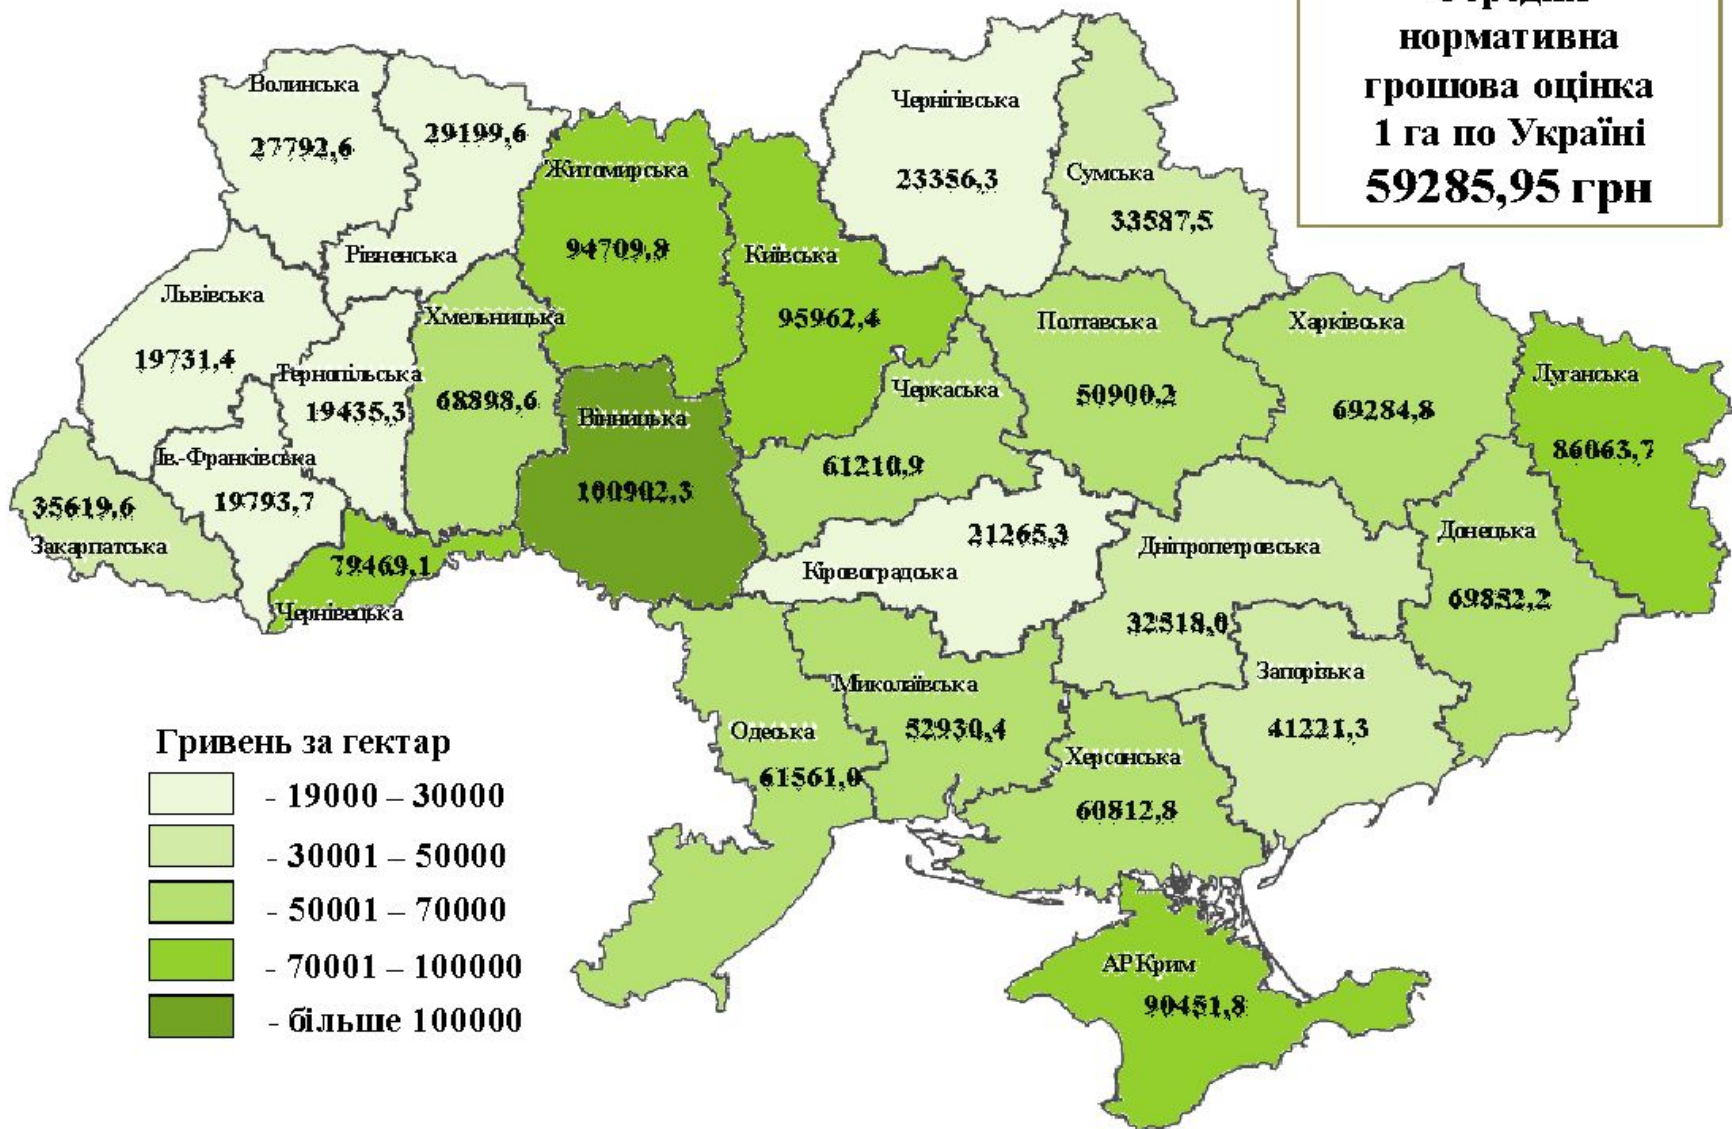 нормативна
грошова оцінка
1 га по Україні
59285,95 грн
Волинська
27792,6
29199,6
Рівненська
Житомирська
94709,8
Київська
95962,4
Чернігівська
23356,3
Сумська
33587,5
Львівська
19731,4
Тернопільська
19435,3
Хмельницька
68898,6
Вінницька
100902,3
Черкаська
61210,9
Полтавська
50900,2
Харківська
69284,8
Луганська
86063,7
Ів.-Франківська
19793,7
35619,6
Закарпатська
79469,1
Чернівецька
21265,3
Кіровоградська
Дніпропетровська
32518,0
Донецька
69852,2
Запорізька
41221,3
Миколаївська
52930,4
Одеська
61561,0
Херсонська
60812,8
АР Крим
90451,8
Гривень за гектар
- 19000 – 30000
- 30001 – 50000
- 50001 – 70000
- 70001 – 100000
- більше 100000